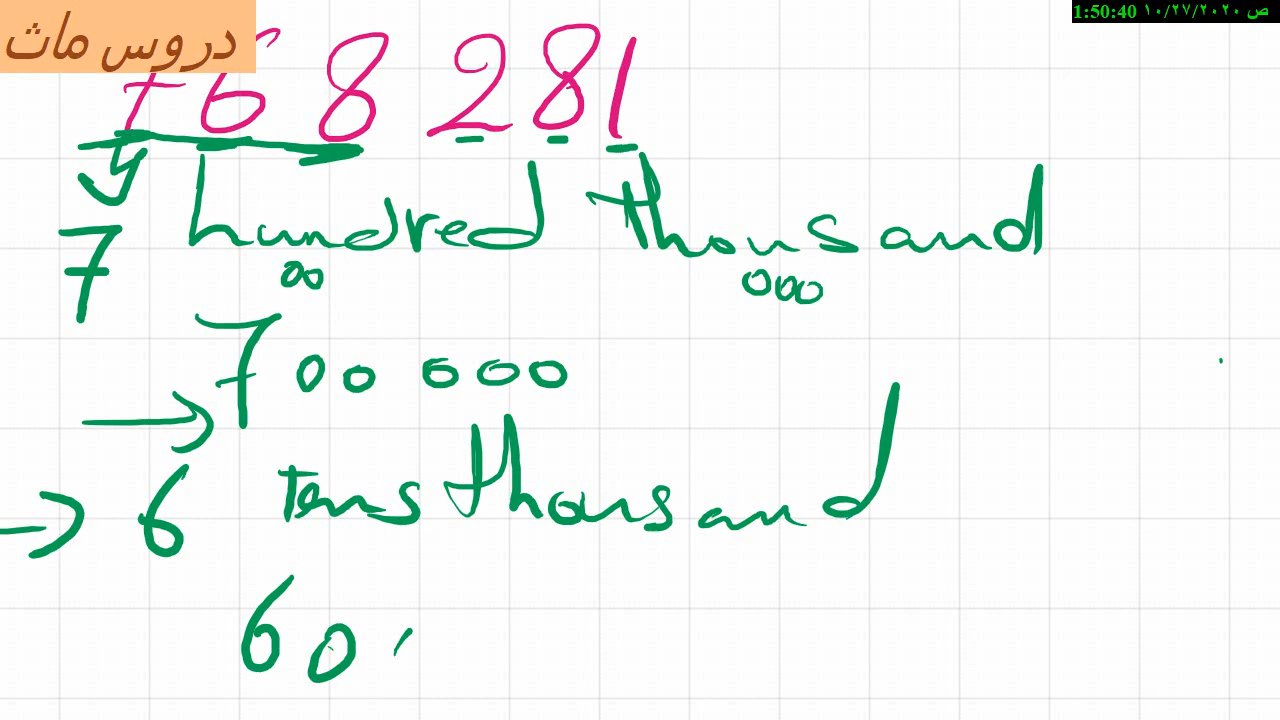 دروس ماث
1:50:40 ١٠/٢٧/٢٠٢٠ ص
768 281
7 hundred thousand
00 000
700 000
6 Tens thousand
60